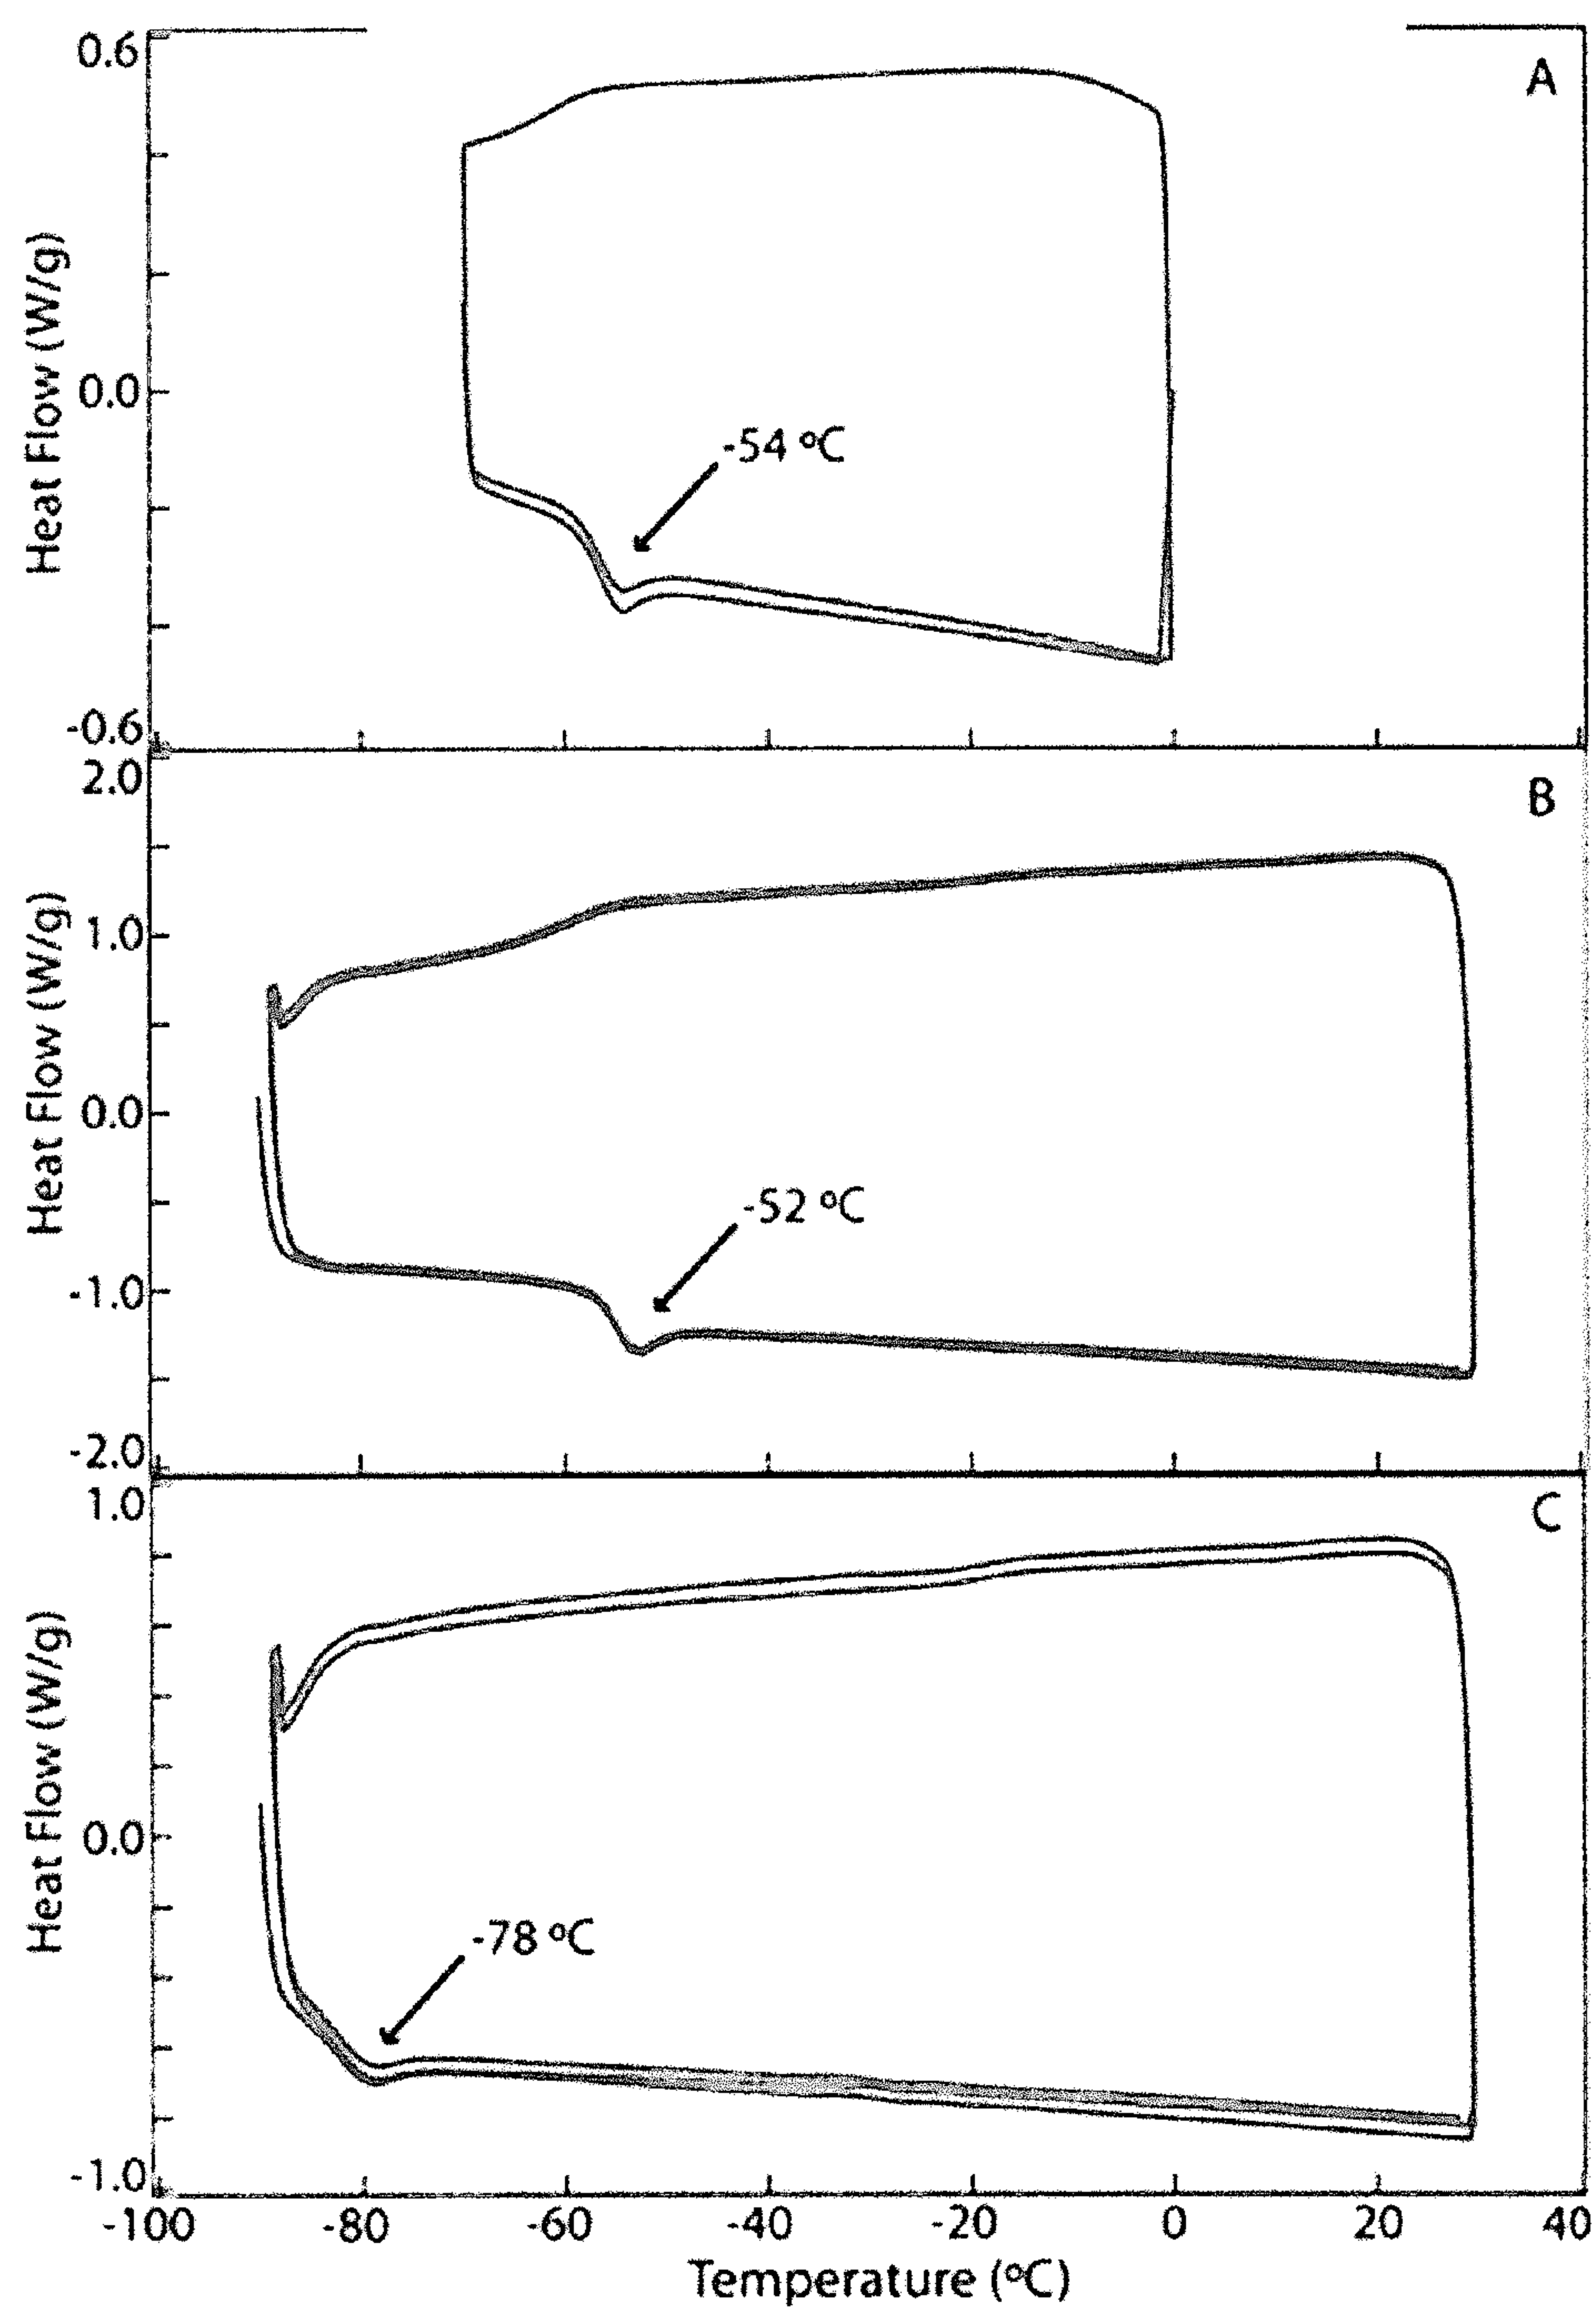 0.6
A
Heat Flow (W/g)
0.0
-54 °C
-0.6
2.0
B
Heat Flow (W/g)
1.0
0.0
-52 °C
-1.0
-2.0
1.0
C
Heat Flow (W/g)
0.0
-78 °C
-1.0
-100 -80 -60 -40 -20 0 20 40
Temperature (°C)